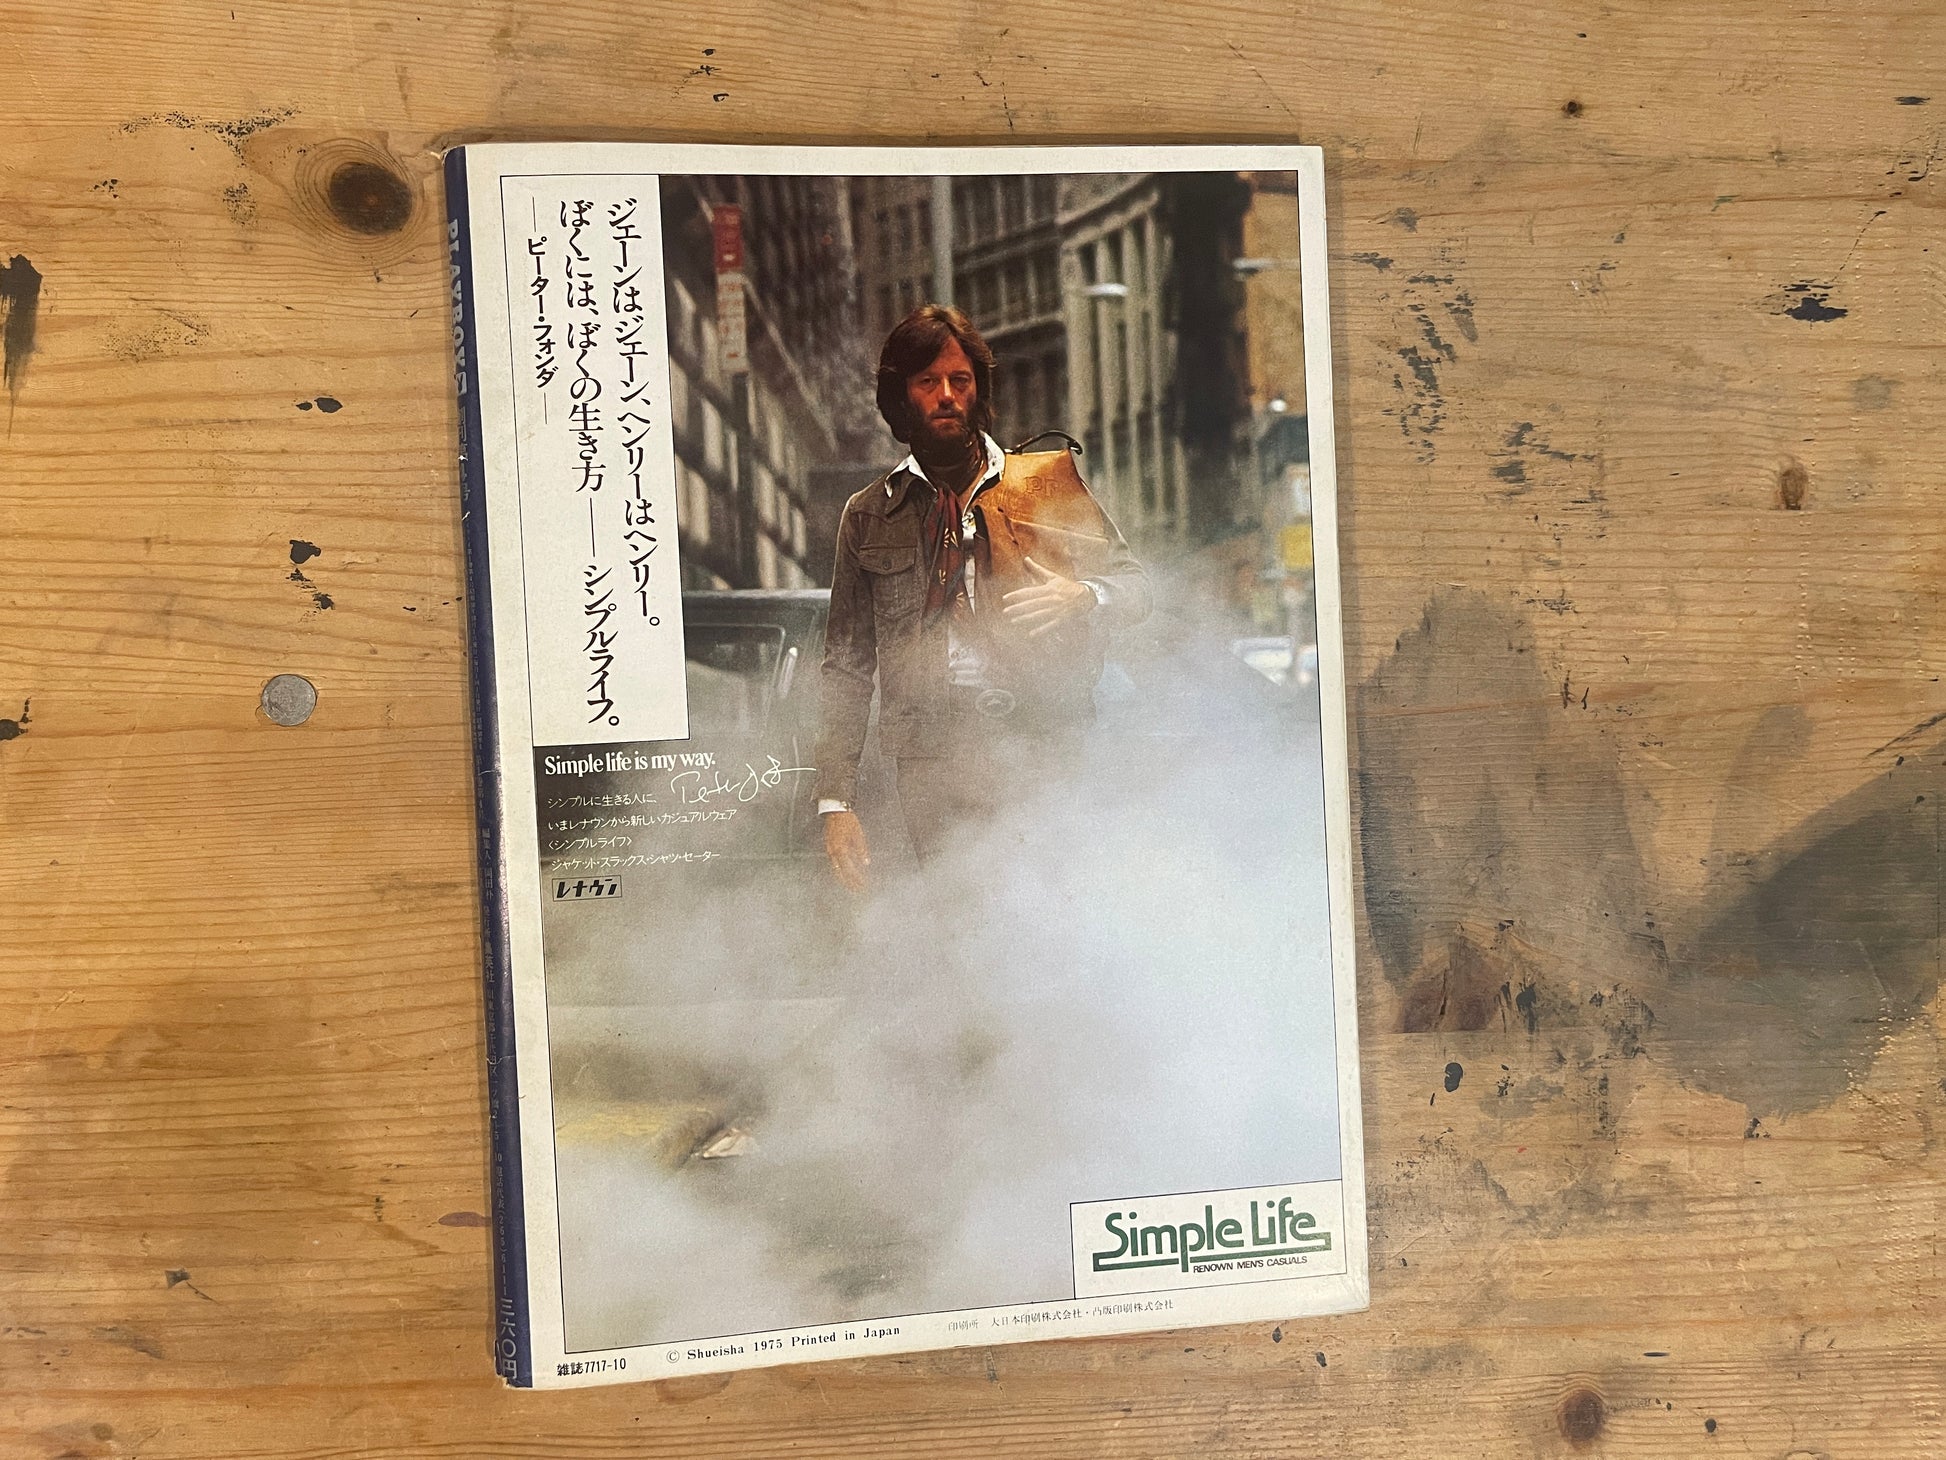 ジェーンはジェーン、ヘンリーはヘンリー。
ぼくには、ぼくの生き方――シンプルライフ。
―ピーター・フォンダ―
Simple life is my way.
シンプルに生きる人に、
いまレナウンから新しいカジュアルウェア
〈シンプルライフ〉
ジャケット・スラックス・シャツ・セーター
レナウン
Simple Life
RENOWN MEN'S CASUALS
雑誌7717-10
© Shueisha 1975 Printed in Japan
印刷所 大日本印刷株式会社・凸版印刷株式会社
PLAYBOY
三六〇円